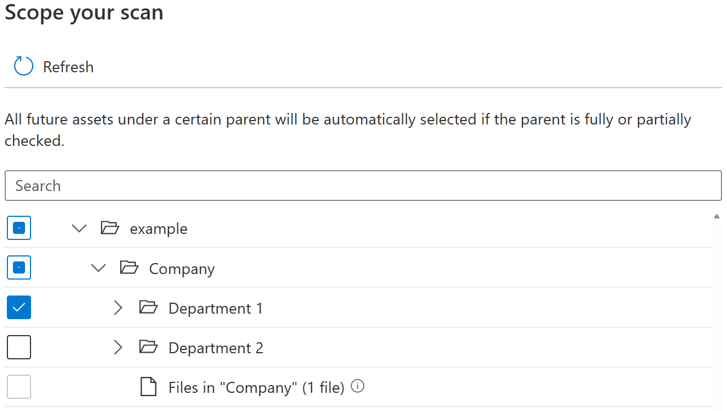 Scope your scan
Refresh
All future assets under a certain parent will be automatically selected if the parent is fully or partially
checked.
Search
example
Company
Department 1
Department 2
Files in "Company" (1 file)